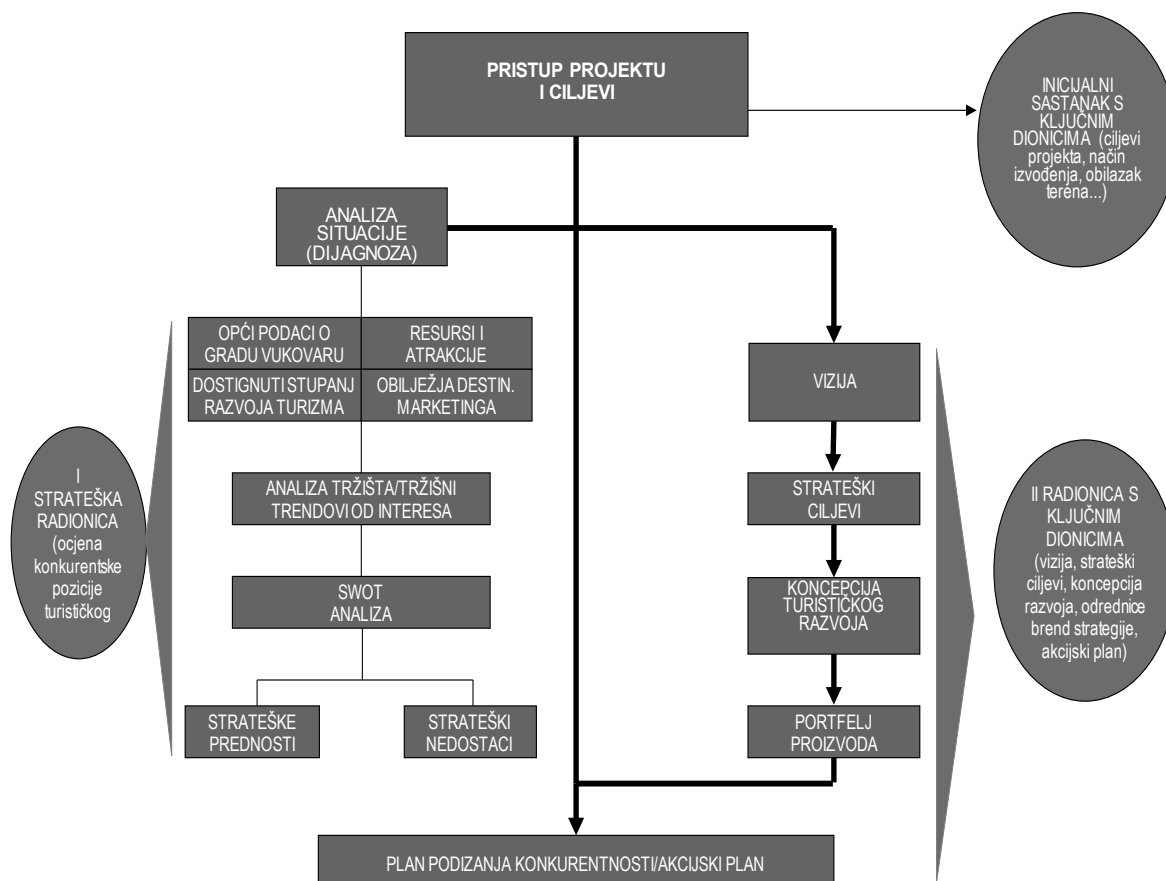 PRISTUP PROJEKTU
I CILJEVI
INICIJALNI
SASTANAK S
KLJUČNIM
DIONICIMA (ciljevi
projekta, način
izvođenja, obilazak
terena...)
ANALIZA
SITUACIJE
(DIJAGNOZA)
OPĆI PODACI O
GRADU VUKOVARU
RESURSI I
ATRAKCIJE
DOSTIGNUTI STUPANJ
RAZVOJA TURIZMA
OBILJEŽJA DESTIN.
MARKETINGA
VIZIJA
I
STRATEŠKA
RADIONICA
(ocjena
konkurentske
pozicije
turističkog
ANALIZA TRŽIŠTA/TRŽIŠNI
TRENDOVI OD INTERESA
STRATEŠKI
CILJEVI
II RADIONICA S
KLJUČNIM
DIONICIMA
(vizija, strateški
ciljevi, koncepcija
razvoja, odrednice
brend strategije,
akcijski plan)
SWOT
ANALIZA
KONCEPCIJA
TURISTIČKOG
RAZVOJA
STRATEŠKE
PREDNOSTI
STRATEŠKI
NEDOSTACI
PORTFELJ
PROIZVODA
PLAN PODIZANJA KONKURENTNOSTI/AKCIJSKI PLAN